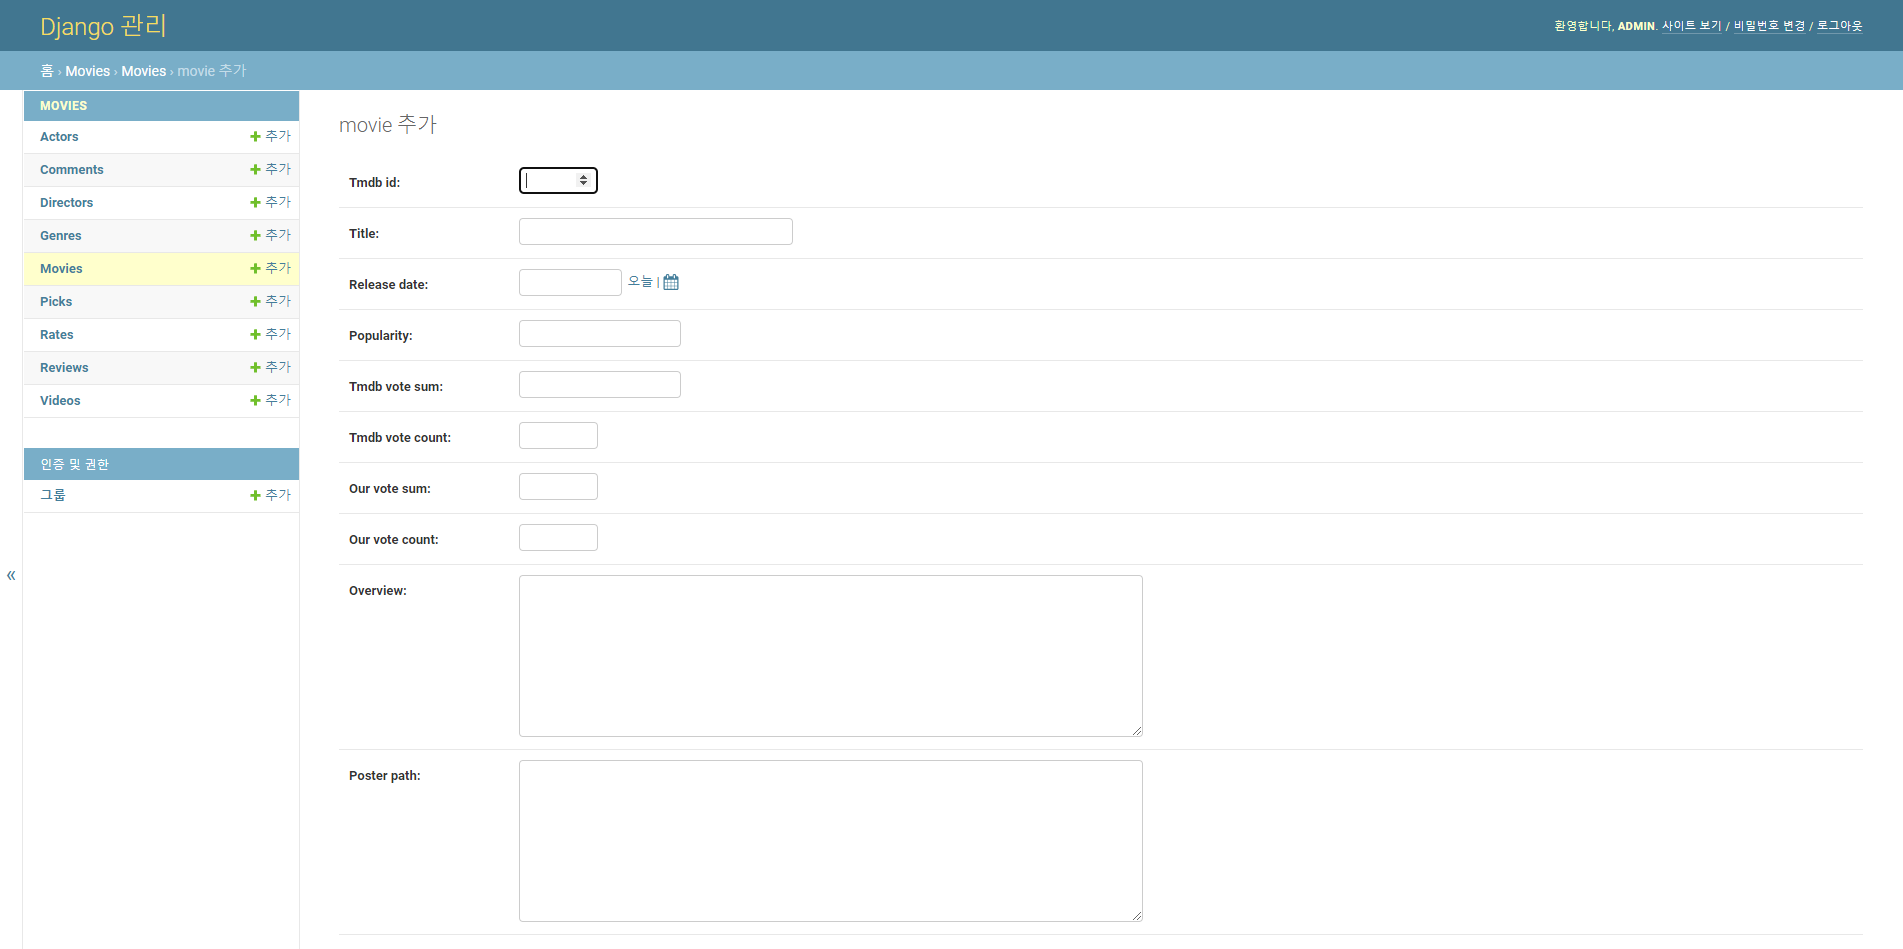 Django 관리
환영합니다, ADMIN. 사이트 보기 / 비밀번호 변경 / 로그아웃
홈 › Movies › Movies › movie 추가
MOVIES
Actors + 추가
Comments + 추가
Directors + 추가
Genres + 추가
Movies + 추가
Picks + 추가
Rates + 추가
Reviews + 추가
Videos + 추가
인증 및 권한
그룹 + 추가
«
movie 추가
Tmdb id:
Title:
Release date: 오늘 |
Popularity:
Tmdb vote sum:
Tmdb vote count:
Our vote sum:
Our vote count:
Overview:
Poster path: